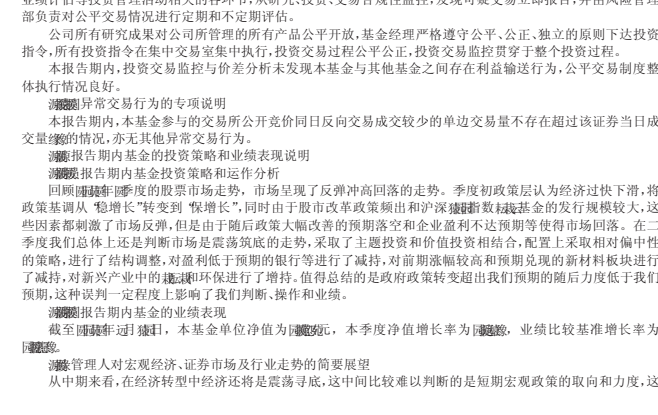 业绩评估等投资管理活动相关的各环节，从研究、投资、交易合规性监控，发现可疑交易立即报告，并由风险管理
部负责对公平交易情况进行定期和不定期评估。
公司所有研究成果对公司所管理的所有产品公平开放，基金经理严格遵守公平、公正、独立的原则下达投资
指令，所有投资指令在集中交易室集中执行，投资交易过程公平公正，投资交易监控贯穿于整个投资过程。
本报告期内，投资交易监控与价差分析未发现本基金与其他基金之间存在利益输送行为，公平交易制度整
体执行情况良好。
异常交易行为的专项说明
本报告期内，本基金参与的交易所公开竞价同日反向交易成交较少的单边交易量不存在超过该证券当日成
交量的情况，亦无其他异常交易行为。
报告期内基金的投资策略和业绩表现说明
报告期内基金投资策略和运作分析
回顾年季度的股票市场走势，市场呈现了反弹冲高回落的走势。季度初政策层认为经济过快下滑，将
政策基调从“稳增长”转变到“保增长”，同时由于股市改革政策频出和沪深指数基金的发行规模较大，这
些因素都刺激了市场反弹，但是由于随后政策大幅改善的预期落空和企业盈利不达预期等使得市场回落。在二
季度我们总体上还是判断市场是震荡筑底的走势，采取了主题投资和价值投资相结合，配置上采取相对偏中性
的策略，进行了结构调整，对盈利低于预期的银行等进行了减持，对前期涨幅较高和预期兑现的新材料板块进行
了减持，对新兴产业中的和环保进行了增持。值得总结的是政府政策转变超出我们预期的随后力度低于我们
预期，这种误判一定程度上影响了我们判断、操作和业绩。
报告期内基金的业绩表现
截至年月日，本基金单位净值为元，本季度净值增长率为，业绩比较基准增长率为
。
管理人对宏观经济、证券市场及行业走势的简要展望
从中期来看，在经济转型中经济还将是震荡寻底，这中间比较难以判断的是短期宏观政策的取向和力度，这